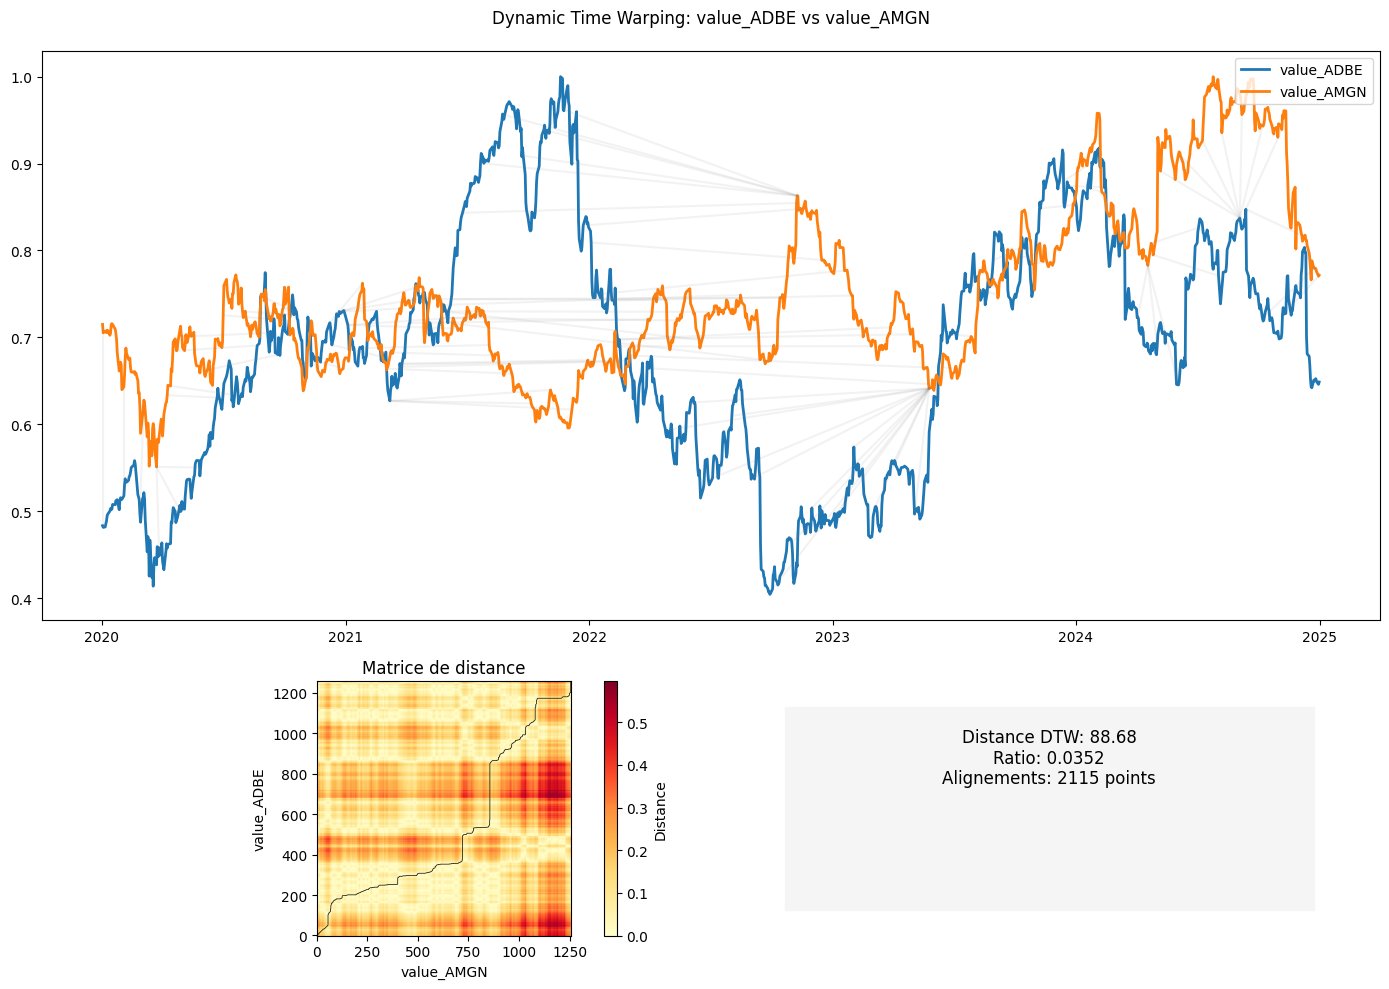 Dynamic Time Warping: value_ADBE vs value_AMGN
1.0
0.9
0.8
0.7
0.6
0.5
0.4
value_ADBE
value_AMGN
2020 2021 2022 2023 2024 2025
Matrice de distance
1200
1000
800
600
400
200
0
value_ADBE
0 250 500 750 1000 1250
value_AMGN
0.5
0.4
0.3
0.2
0.1
0.0
Distance
Distance DTW: 88.68
Ratio: 0.0352
Alignements: 2115 points